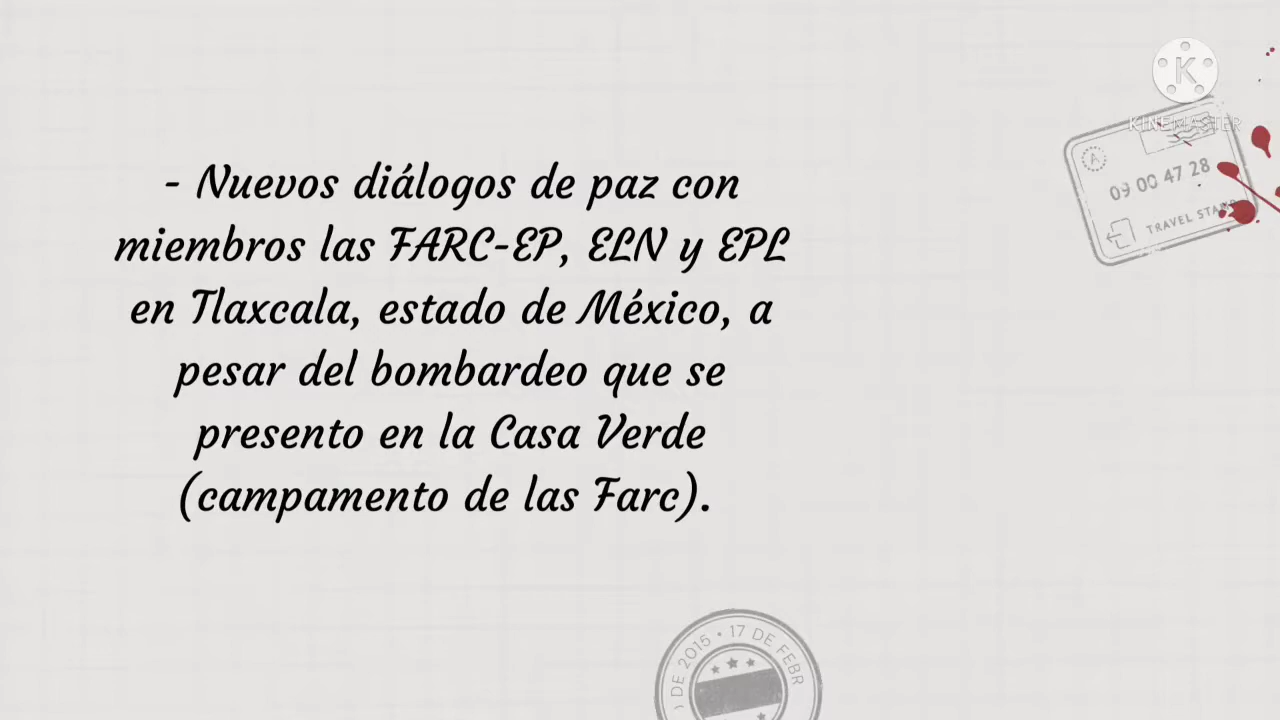 KINEMASTER
A
09 00 47 28
TRAVEL STAMP
- Nuevos diálogos de paz con
miembros las FARC-EP, ELN y EPL
en Tlaxcala, estado de México, a
pesar del bombardeo que se
presento en la Casa Verde
(campamento de las Farc).
DE 2015 • 17 DE FEBR